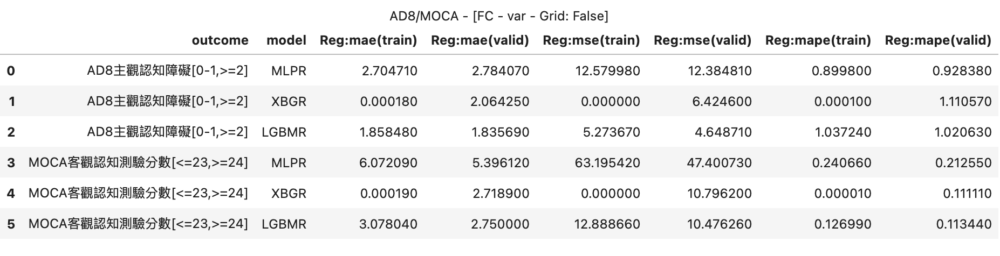 AD8/MOCA - [FC - var - Grid: False]
outcome model Reg:mae(train) Reg:mae(valid) Reg:mse(train) Reg:mse(valid) Reg:mape(train) Reg:mape(valid)
0 AD8主觀認知障礙[0-1,>=2] MLPR 2.704710 2.784070 12.579980 12.384810 0.899800 0.928380
1 AD8主觀認知障礙[0-1,>=2] XBGR 0.000180 2.064250 0.000000 6.424600 0.000100 1.110570
2 AD8主觀認知障礙[0-1,>=2] LGBMR 1.858480 1.835690 5.273670 4.648710 1.037240 1.020630
3 MOCA客觀認知測驗分數[<=23,>=24] MLPR 6.072090 5.396120 63.195420 47.400730 0.240660 0.212550
4 MOCA客觀認知測驗分數[<=23,>=24] XBGR 0.000190 2.718900 0.000000 10.796200 0.000010 0.111110
5 MOCA客觀認知測驗分數[<=23,>=24] LGBMR 3.078040 2.750000 12.888660 10.476260 0.126990 0.113440